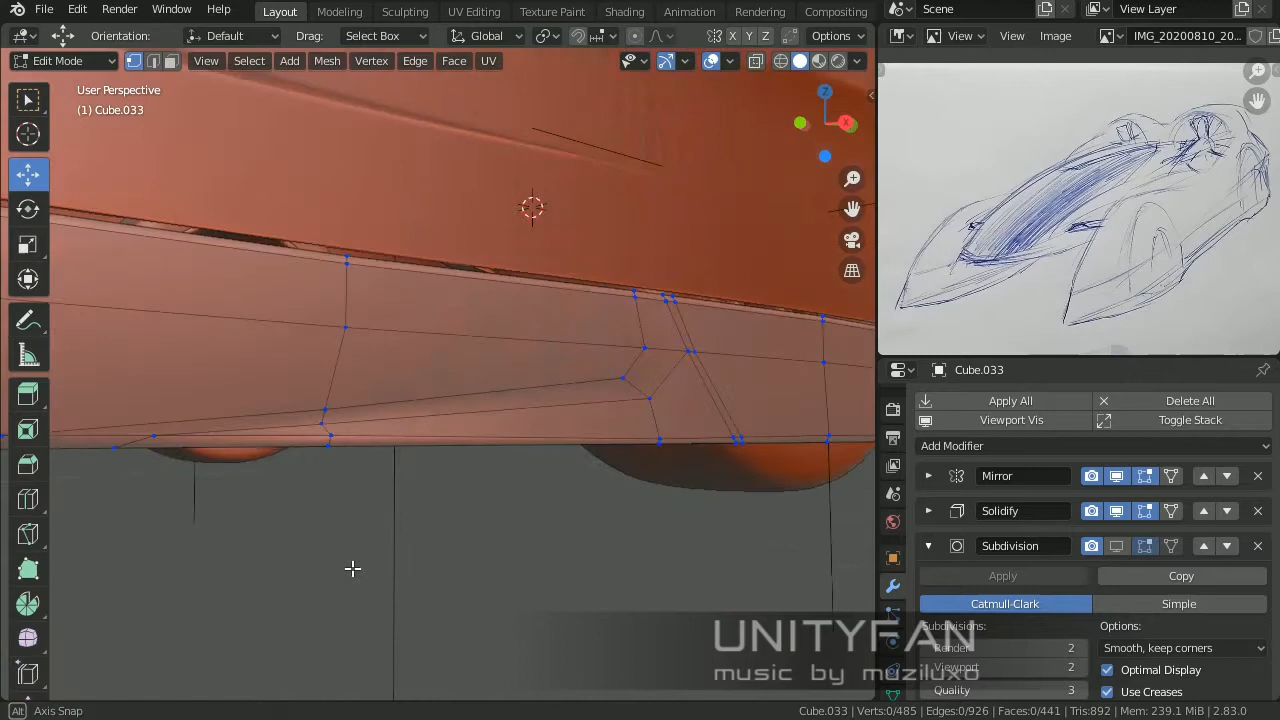 File Edit Render Window Help Layout Modeling Sculpting UV Editing Texture Paint Shading Animation Rendering Compositing Scene View Layer
Orientation: Default Drag: Select Box Global X Y Z Options View View Image IMG_20200810_20...
Edit Mode View Select Add Mesh Vertex Edge Face UV
User Perspective
(1) Cube.033
Z
X
Cube.033
Apply All Delete All
Viewport Vis Toggle Stack
Add Modifier
Mirror
Solidify
Subdivision
Apply Copy
Catmull-Clark Simple
Subdivisions: Options:
Render 2 Smooth, keep corners
Viewport 2 Optimal Display
Quality 3 Use Creases
UNITYFAN
music by muziluxo
Alt Axis Snap Cube.033 | Verts:0/485 | Edges:0/926 | Faces:0/441 | Tris:892 | Mem: 239.1 MiB | 2.83.0